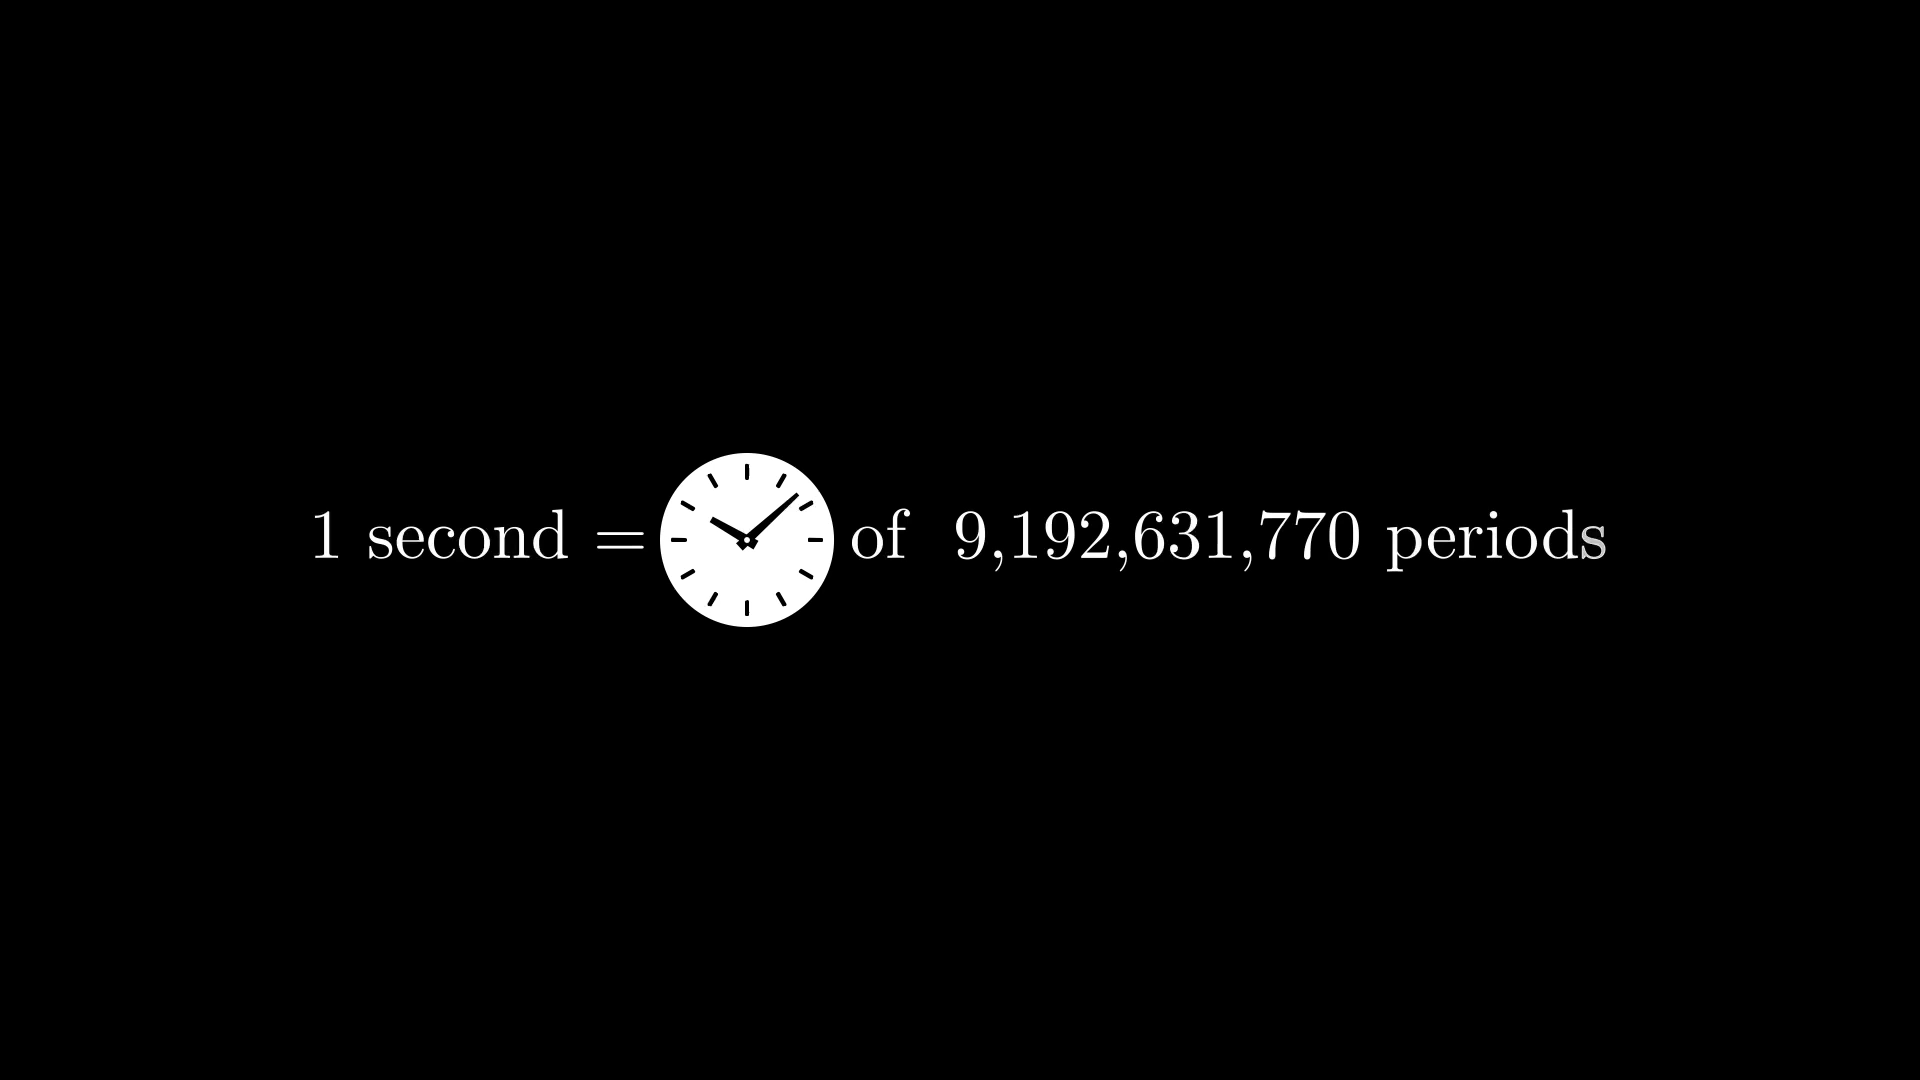 1 second = of 9,192,631,770 periods